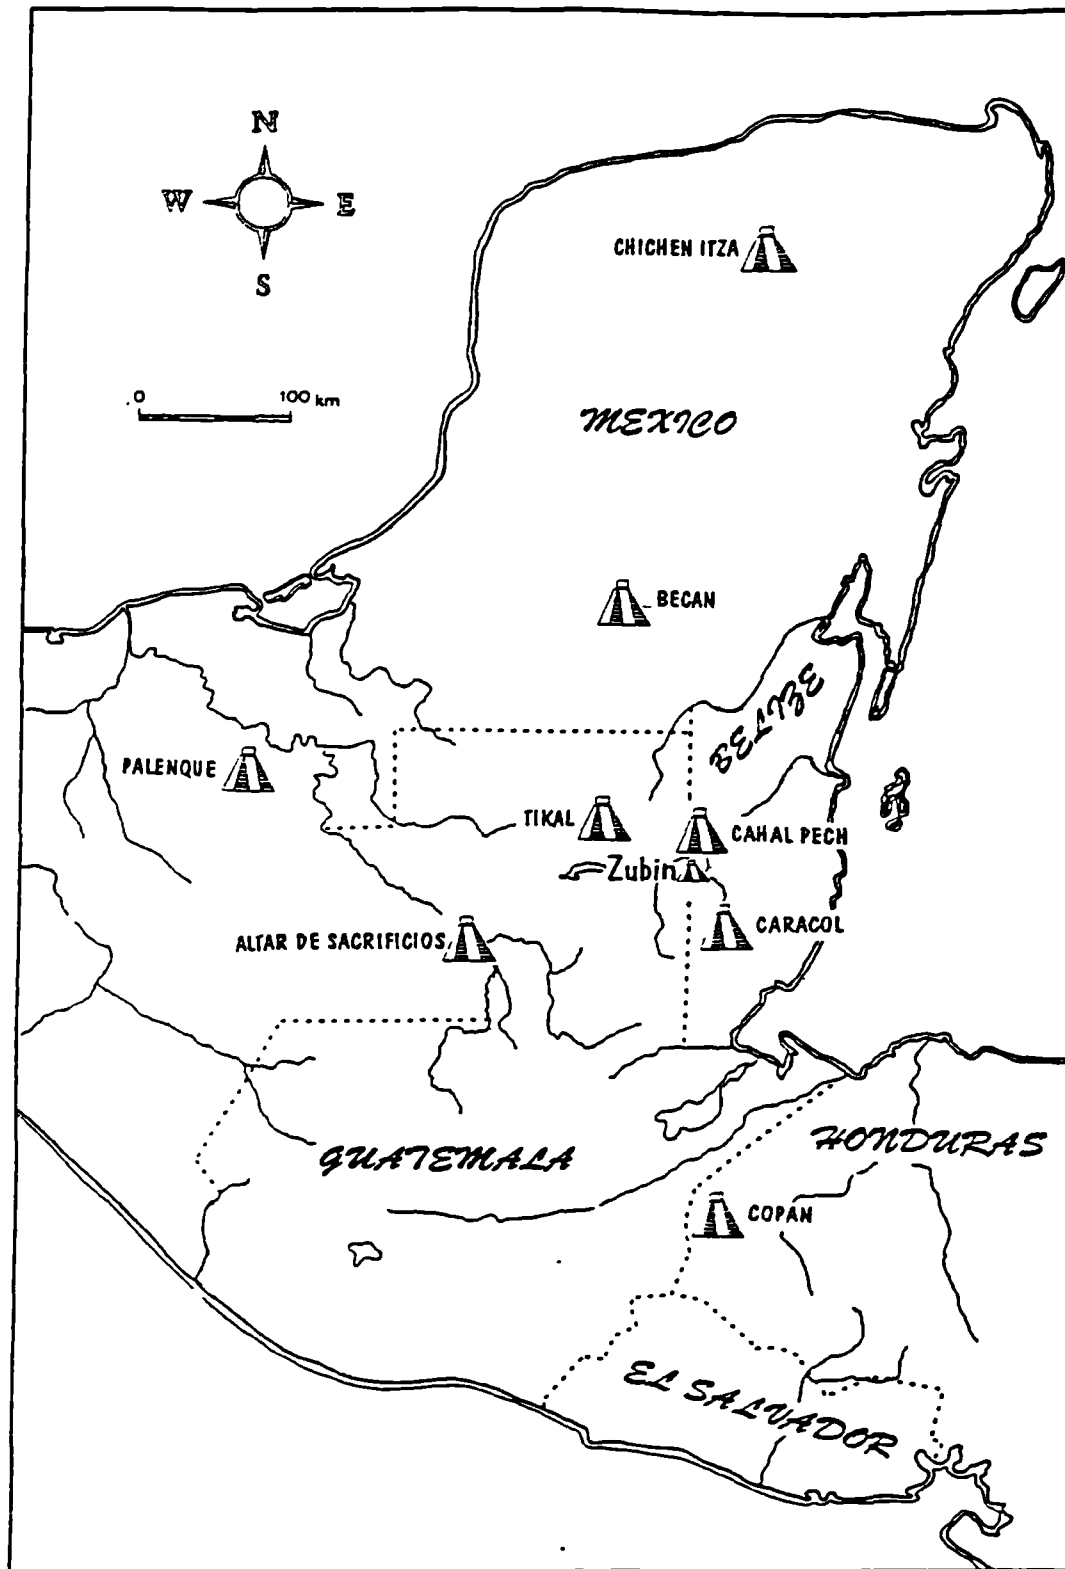 N
W E
S
0 100 km
CHICHEN ITZA
MEXICO
BECAN
BELIZE
PALENQUE
TIKAL
CAHAL PECH
Zubin
ALTAR DE SACRIFICIOS
CARACOL
GUATEMALA
HONDURAS
COPAN
EL SALVADOR